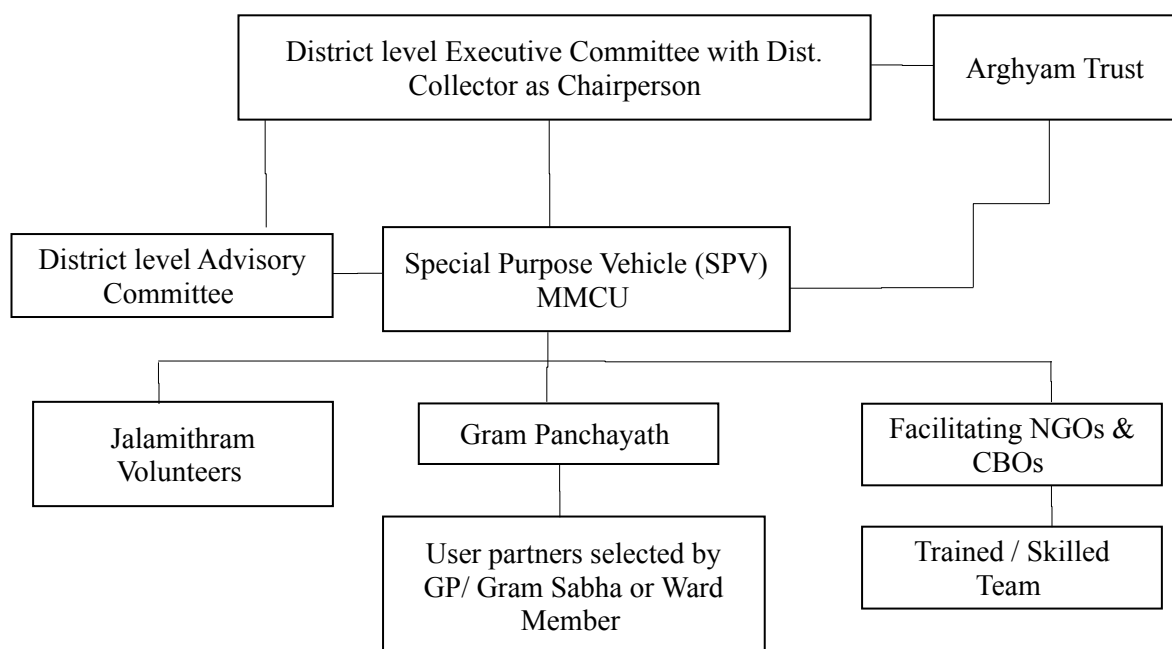 District level Executive Committee with Dist.
Collector as Chairperson
Arghyam Trust
District level Advisory
Committee
Special Purpose Vehicle (SPV)
MMCU
Jalamithram
Volunteers
Gram Panchayath
Facilitating NGOs &
CBOs
User partners selected by
GP/ Gram Sabha or Ward
Member
Trained / Skilled
Team